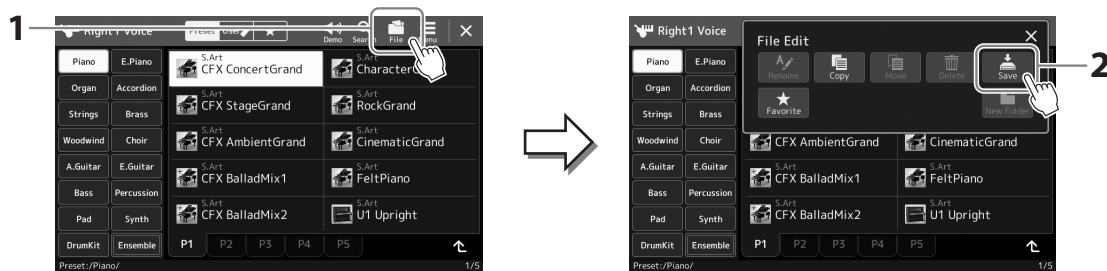 1
Right1 Voice
Preset User
Demo Search File Menu
Piano E.Piano
Organ Accordion
Strings Brass
Woodwind Choir
A.Guitar E.Guitar
Bass Percussion
Pad Synth
DrumKit Ensemble
S.Art
CFX ConcertGrand
S.Art
CFX StageGrand
S.Art
RockGrand
S.Art
CFX AmbientGrand
S.Art
CinematicGrand
S.Art
CFX BalladMix1
S.Art
FeltPiano
S.Art
CFX BalladMix2
S.Art
U1 Upright
P1 P2 P3 P4 P5
Preset:/Piano/ 1/5
2
Right1 Voice
File Edit
Rename Copy Move Delete Save
Favorite New Folder
Piano E.Piano
Organ Accordion
Strings Brass
Woodwind Choir
A.Guitar E.Guitar
Bass Percussion
Pad Synth
DrumKit Ensemble
CFX AmbientGrand
CinematicGrand
S.Art
CFX BalladMix1
S.Art
FeltPiano
S.Art
CFX BalladMix2
S.Art
U1 Upright
P1 P2 P3 P4 P5
Preset:/Piano/ 1/5